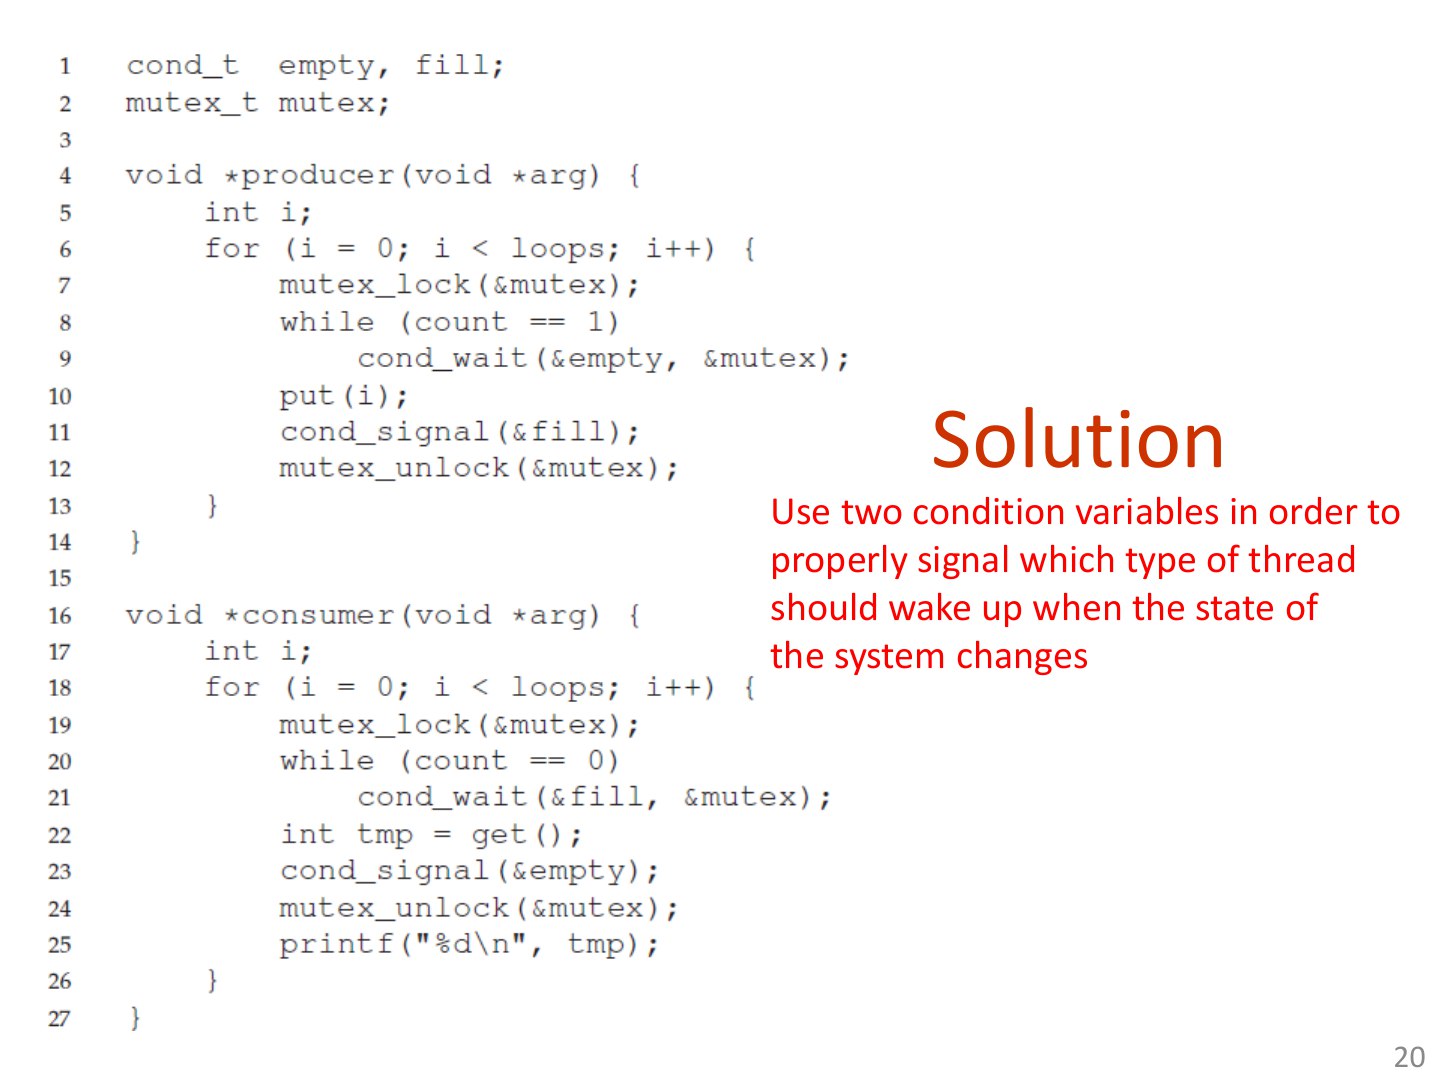 1 cond_t empty, fill;
2 mutex_t mutex;
3
4 void *producer(void *arg) {
5 int i;
6 for (i = 0; i < loops; i++) {
7 mutex_lock(&mutex);
8 while (count == 1)
9 cond_wait(&empty, &mutex);
10 put(i);
11 cond_signal(&fill);
12 mutex_unlock(&mutex);
13 }
14 }
15
16 void *consumer(void *arg) {
17 int i;
18 for (i = 0; i < loops; i++) {
19 mutex_lock(&mutex);
20 while (count == 0)
21 cond_wait(&fill, &mutex);
22 int tmp = get();
23 cond_signal(&empty);
24 mutex_unlock(&mutex);
25 printf("%d\n", tmp);
26 }
27 }
Solution
Use two condition variables in order to
properly signal which type of thread
should wake up when the state of
the system changes
20